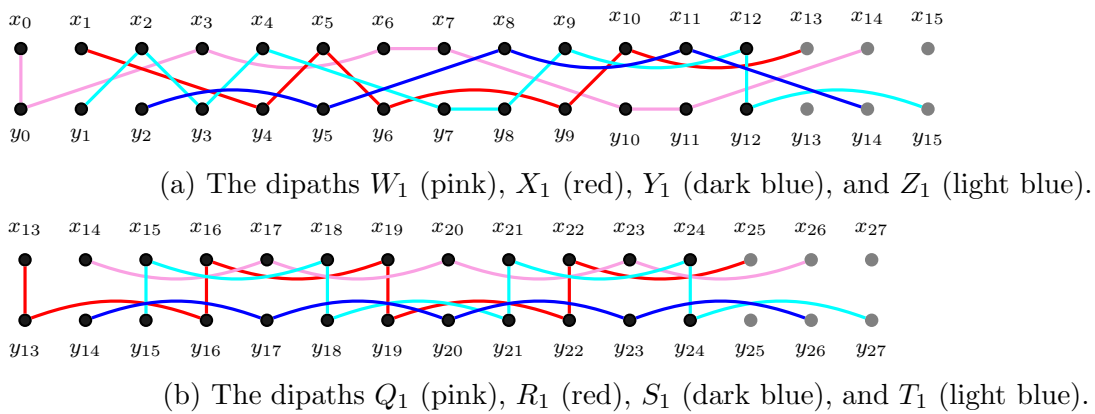 x₀ x₁ x₂ x₃ x₄ x₅ x₆ x₇ x₈ x₉ x₁₀ x₁₁ x₁₂ x₁₃ x₁₄ x₁₅
y₀ y₁ y₂ y₃ y₄ y₅ y₆ y₇ y₈ y₉ y₁₀ y₁₁ y₁₂ y₁₃ y₁₄ y₁₅
(a) The dipaths W₁ (pink), X₁ (red), Y₁ (dark blue), and Z₁ (light blue).
x₁₃ x₁₄ x₁₅ x₁₆ x₁₇ x₁₈ x₁₉ x₂₀ x₂₁ x₂₂ x₂₃ x₂₄ x₂₅ x₂₆ x₂₇
y₁₃ y₁₄ y₁₅ y₁₆ y₁₇ y₁₈ y₁₉ y₂₀ y₂₁ y₂₂ y₂₃ y₂₄ y₂₅ y₂₆ y₂₇
(b) The dipaths Q₁ (pink), R₁ (red), S₁ (dark blue), and T₁ (light blue).